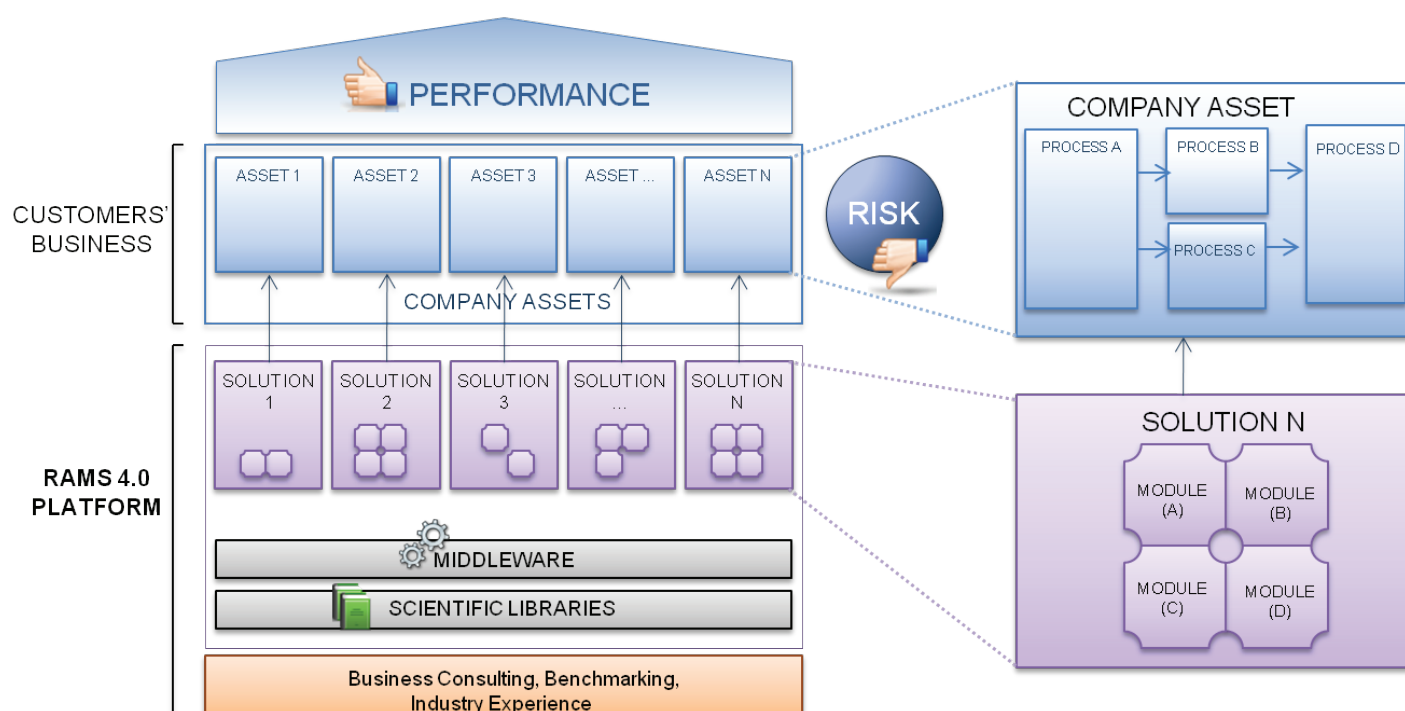 PERFORMANCE
CUSTOMERS'
BUSINESS
ASSET 1
ASSET 2
ASSET 3
ASSET ...
ASSET N
COMPANY ASSETS
RISK
COMPANY ASSET
PROCESS A
PROCESS B
PROCESS C
PROCESS D
RAMS 4.0
PLATFORM
SOLUTION
1
SOLUTION
2
SOLUTION
3
SOLUTION
...
SOLUTION
N
MIDDLEWARE
SCIENTIFIC LIBRARIES
Business Consulting, Benchmarking,
Industry Experience
SOLUTION N
MODULE
(A)
MODULE
(B)
MODULE
(C)
MODULE
(D)